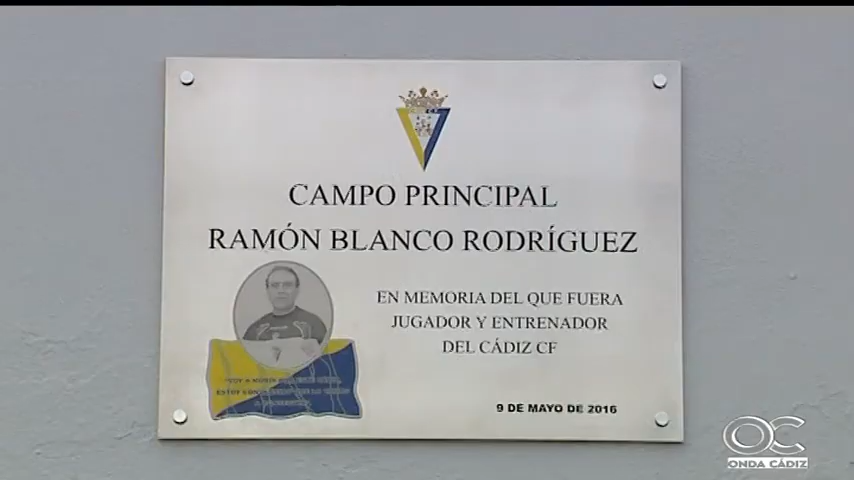 CAMPO PRINCIPAL
RAMÓN BLANCO RODRÍGUEZ
EN MEMORIA DEL QUE FUERA
JUGADOR Y ENTRENADOR
DEL CÁDIZ CF
9 DE MAYO DE 2016
OC
ONDA CÁDIZ